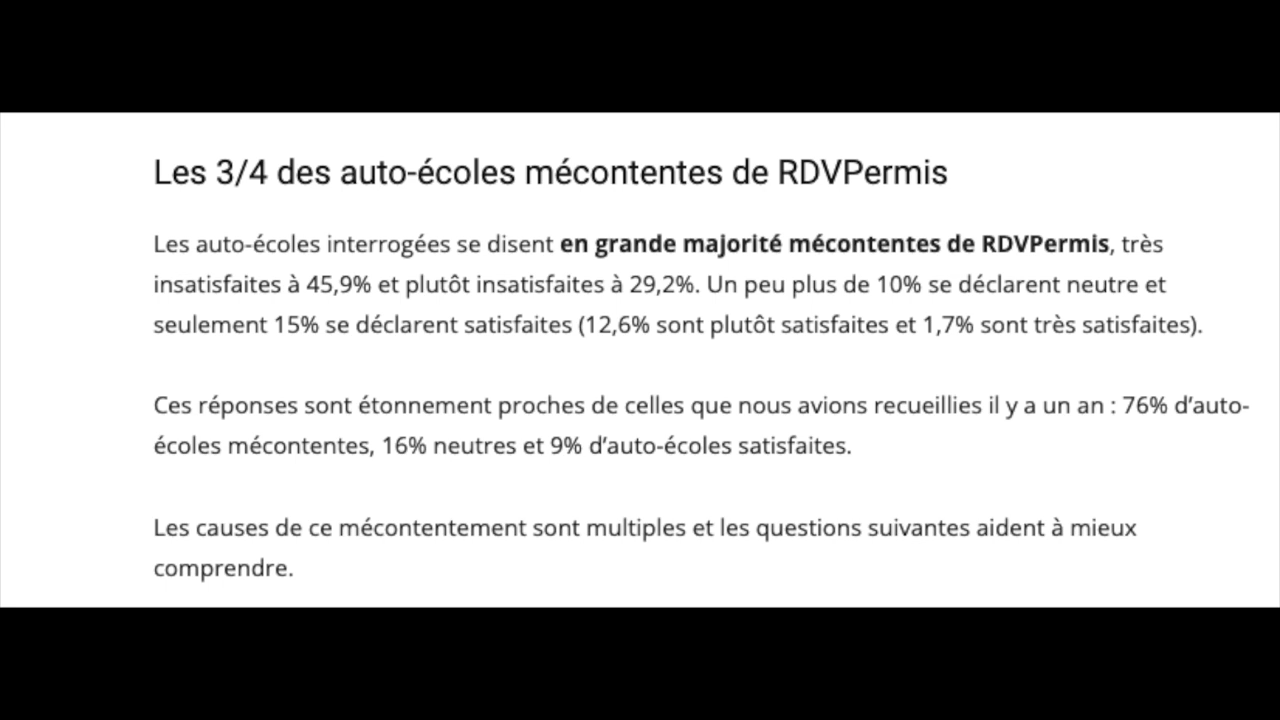 Les 3/4 des auto-écoles mécontentes de RDVPermis
Les auto-écoles interrogées se disent en grande majorité mécontentes de RDVPermis, très
insatisfaites à 45,9% et plutôt insatisfaites à 29,2%. Un peu plus de 10% se déclarent neutre et
seulement 15% se déclarent satisfaites (12,6% sont plutôt satisfaites et 1,7% sont très satisfaites).
Ces réponses sont étonnement proches de celles que nous avions recueillies il y a un an : 76% d’auto-
écoles mécontentes, 16% neutres et 9% d’auto-écoles satisfaites.
Les causes de ce mécontentement sont multiples et les questions suivantes aident à mieux
comprendre.